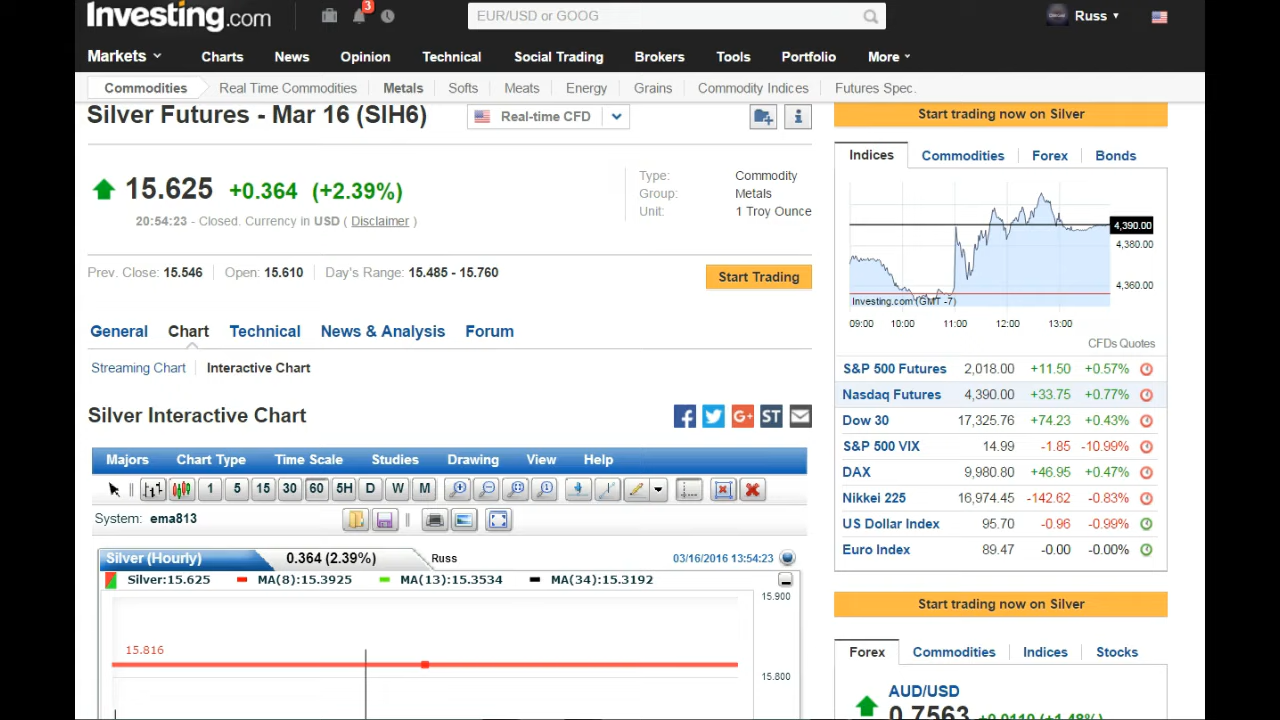 Investing.com
3
EUR/USD or GOOG
Russ
Markets Charts News Opinion Technical Social Trading Brokers Tools Portfolio More
Commodities Real Time Commodities Metals Softs Meats Energy Grains Commodity Indices Futures Spec.
Silver Futures - Mar 16 (SIH6)
Real-time CFD
15.625 +0.364 (+2.39%)
20:54:23 - Closed. Currency in USD ( Disclaimer )
Type: Commodity
Group: Metals
Unit: 1 Troy Ounce
Prev. Close: 15.546 Open: 15.610 Day's Range: 15.485 - 15.760
Start Trading
General Chart Technical News & Analysis Forum
Streaming Chart Interactive Chart
Silver Interactive Chart
ST
Majors Chart Type Time Scale Studies Drawing View Help
1 5 15 30 60 5H D W M
System: ema813
Silver (Hourly) 0.364 (2.39%) Russ 03/16/2016 13:54:23
Silver:15.625 MA(8):15.3925 MA(13):15.3534 MA(34):15.3192
15.900
15.816
15.800
Start trading now on Silver
Indices Commodities Forex Bonds
4,390.00
4,380.00
4,360.00
Investing.com (GMT -7)
09:00 10:00 11:00 12:00 13:00
CFDs Quotes
S&P 500 Futures 2,018.00 +11.50 +0.57%
Nasdaq Futures 4,390.00 +33.75 +0.77%
Dow 30 17,325.76 +74.23 +0.43%
S&P 500 VIX 14.99 -1.85 -10.99%
DAX 9,980.80 +46.95 +0.47%
Nikkei 225 16,974.45 -142.62 -0.83%
US Dollar Index 95.70 -0.96 -0.99%
Euro Index 89.47 -0.00 -0.00%
Start trading now on Silver
Forex Commodities Indices Stocks
AUD/USD
0.7563 +0.0110 (+1.48%)